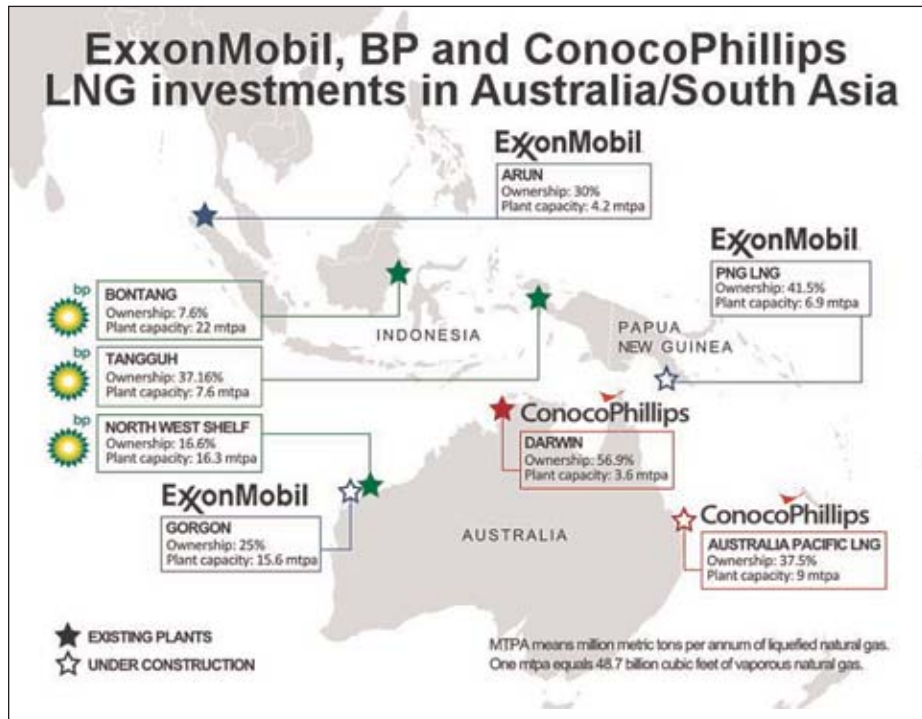 ExxonMobil, BP and ConocoPhillips
LNG investments in Australia/South Asia
ExxonMobil
ARUN
Ownership: 30%
Plant capacity: 4.2 mtpa
ExxonMobil
PNG LNG
Ownership: 41.5%
Plant capacity: 6.9 mtpa
bp
BONTANG
Ownership: 7.6%
Plant capacity: 22 mtpa
INDONESIA
PAPUA
NEW GUINEA
bp
TANGGUH
Ownership: 37.16%
Plant capacity: 7.6 mtpa
bp
NORTH WEST SHELF
Ownership: 16.6%
Plant capacity: 16.3 mtpa
ConocoPhillips
DARWIN
Ownership: 56.9%
Plant capacity: 3.6 mtpa
ExxonMobil
GORGON
Ownership: 25%
Plant capacity: 15.6 mtpa
AUSTRALIA
ConocoPhillips
AUSTRALIA PACIFIC LNG
Ownership: 37.5%
Plant capacity: 9 mtpa
EXISTING PLANTS
UNDER CONSTRUCTION
MTPA means million metric tons per annum of liquefied natural gas.
One mtpa equals 48.7 billion cubic feet of vaporous natural gas.